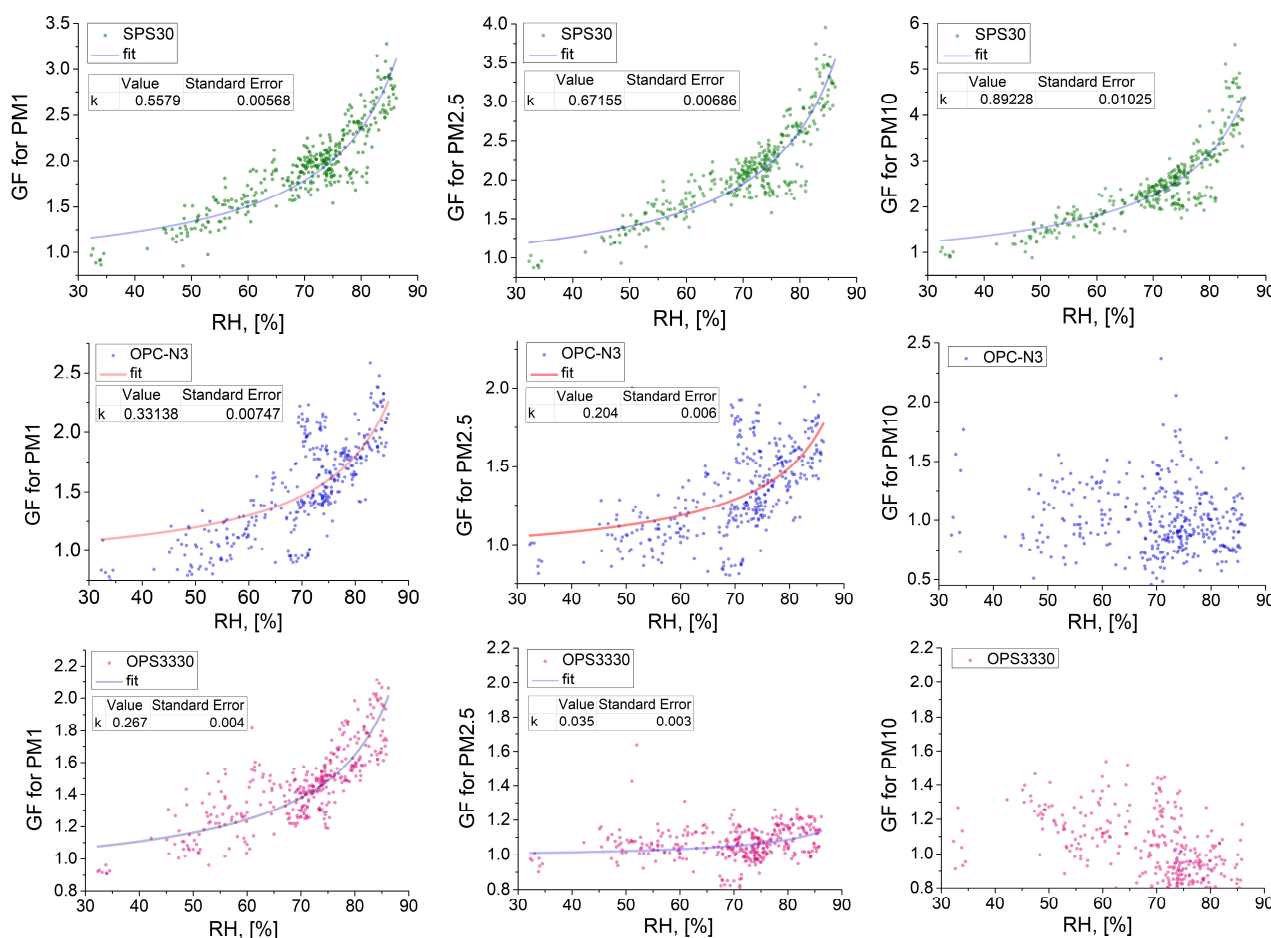 SPS30
fit
Value Standard Error
k 0.5579 0.00568
GF for PM1
3.5
3.0
2.5
2.0
1.5
1.0
30 40 50 60 70 80 90
RH, [%]
SPS30
fit
Value Standard Error
k 0.67155 0.00686
GF for PM2.5
4.0
3.5
3.0
2.5
2.0
1.5
1.0
30 40 50 60 70 80 90
RH, [%]
SPS30
fit
Value Standard Error
k 0.89228 0.01025
GF for PM10
6
5
4
3
2
1
30 40 50 60 70 80 90
RH, [%]
OPC-N3
fit
Value Standard Error
k 0.33138 0.00747
GF for PM1
2.5
2.0
1.5
1.0
30 40 50 60 70 80 90
RH, [%]
OPC-N3
fit
Value Standard Error
k 0.204 0.006
GF for PM2.5
2.0
1.5
1.0
30 40 50 60 70 80 90
RH, [%]
OPC-N3
GF for PM10
2.5
2.0
1.5
1.0
0.5
30 40 50 60 70 80 90
RH, [%]
OPS3330
fit
Value Standard Error
k 0.267 0.004
GF for PM1
2.2
2.0
1.8
1.6
1.4
1.2
1.0
0.8
30 40 50 60 70 80 90
RH, [%]
OPS3330
fit
Value Standard Error
k 0.035 0.003
GF for PM2.5
2.2
2.0
1.8
1.6
1.4
1.2
1.0
0.8
30 40 50 60 70 80 90
RH, [%]
OPS3330
GF for PM10
2.2
2.0
1.8
1.6
1.4
1.2
1.0
0.8
30 40 50 60 70 80 90
RH, [%]